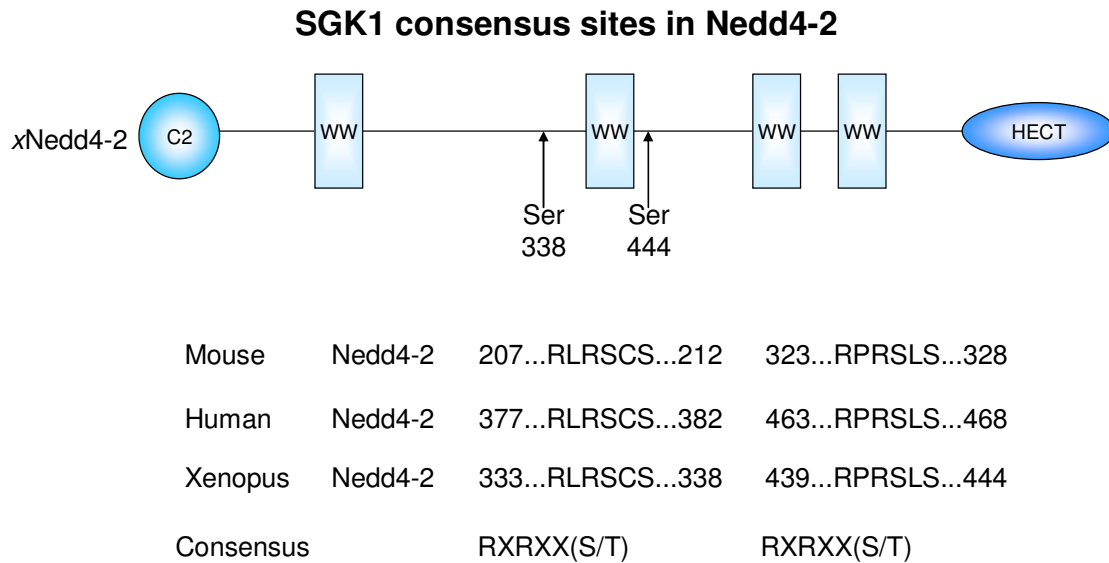 SGK1 consensus sites in Nedd4-2
xNedd4-2 C2 WW WW WW WW HECT
Ser Ser
338 444
Mouse Nedd4-2 207...RLRSCS...212 323...RPRSLS...328
Human Nedd4-2 377...RLRSCS...382 463...RPRSLS...468
Xenopus Nedd4-2 333...RLRSCS...338 439...RPRSLS...444
Consensus RXRXX(S/T) RXRXX(S/T)